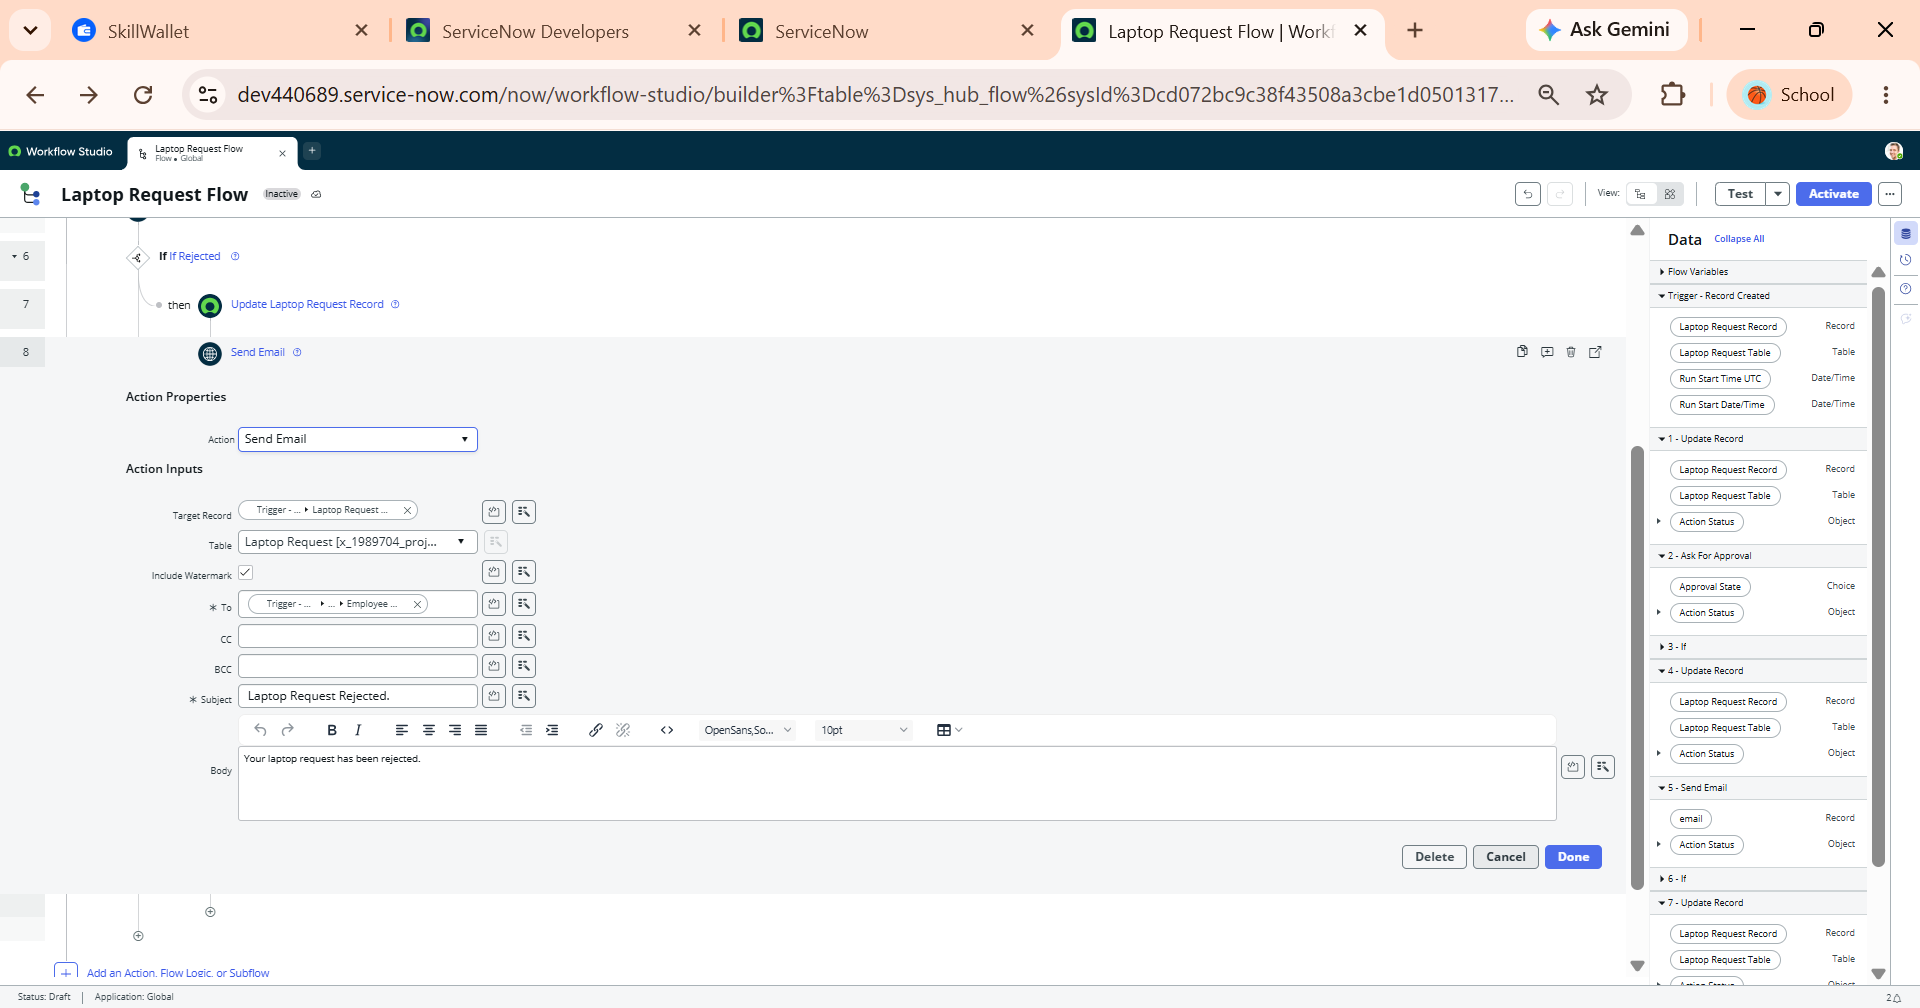 SkillWallet
ServiceNow Developers
ServiceNow
Laptop Request Flow | Workf
Ask Gemini
dev440689.service-now.com/now/workflow-studio/builder%3Ftable%3Dsys_hub_flow%26sysId%3Dcd072bc9c38f43508a3cbe1d0501317...
School
Workflow Studio
Laptop Request Flow
Flow • Global
Laptop Request Flow
Inactive
View:
Test
Activate
6
If If Rejected
7
then
Update Laptop Request Record
8
Send Email
Action Properties
Action
Send Email
Action Inputs
Target Record
Trigger - ... Laptop Request ...
Table
Laptop Request [x_1989704_proj...
Include Watermark
* To
Trigger - ... ... Employee ...
CC
BCC
* Subject
Laptop Request Rejected.
B I
OpenSans,So...
10pt
Body
Your laptop request has been rejected.
Delete
Cancel
Done
Add an Action, Flow Logic, or Subflow
Status: Draft
Application: Global
Data
Collapse All
Flow Variables
Trigger - Record Created
Laptop Request Record Record
Laptop Request Table Table
Run Start Time UTC Date/Time
Run Start Date/Time Date/Time
1 - Update Record
Laptop Request Record Record
Laptop Request Table Table
Action Status Object
2 - Ask For Approval
Approval State Choice
Action Status Object
3 - If
4 - Update Record
Laptop Request Record Record
Laptop Request Table Table
Action Status Object
5 - Send Email
email Record
Action Status Object
6 - If
7 - Update Record
Laptop Request Record Record
Laptop Request Table Table
Action Status Object
2